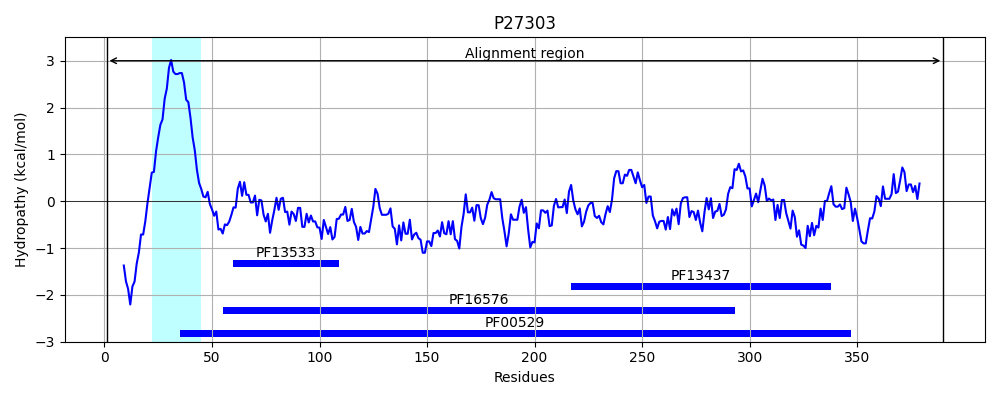 P27303
Alignment region
Hydropathy (kcal/mol)
3
2
1
0
−1
−2
−3
PF13533
PF13437
PF16576
PF00529
0 50 100 150 200 250 300 350
Residues